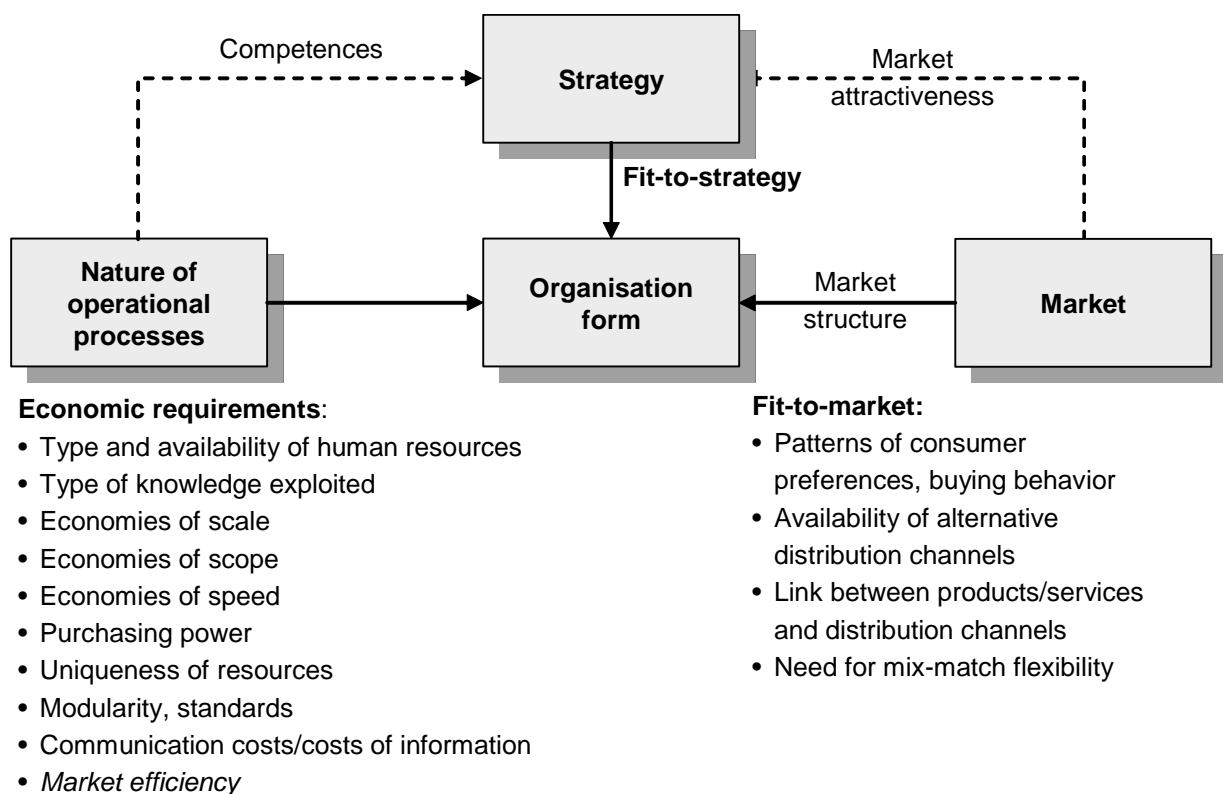 Competences
Strategy
Market
attractiveness
Fit-to-strategy
Nature of
operational
processes
Organisation
form
Market
structure
Market
Economic requirements:
• Type and availability of human resources
• Type of knowledge exploited
• Economies of scale
• Economies of scope
• Economies of speed
• Purchasing power
• Uniqueness of resources
• Modularity, standards
• Communication costs/costs of information
• Market efficiency
Fit-to-market:
• Patterns of consumer
preferences, buying behavior
• Availability of alternative
distribution channels
• Link between products/services
and distribution channels
• Need for mix-match flexibility